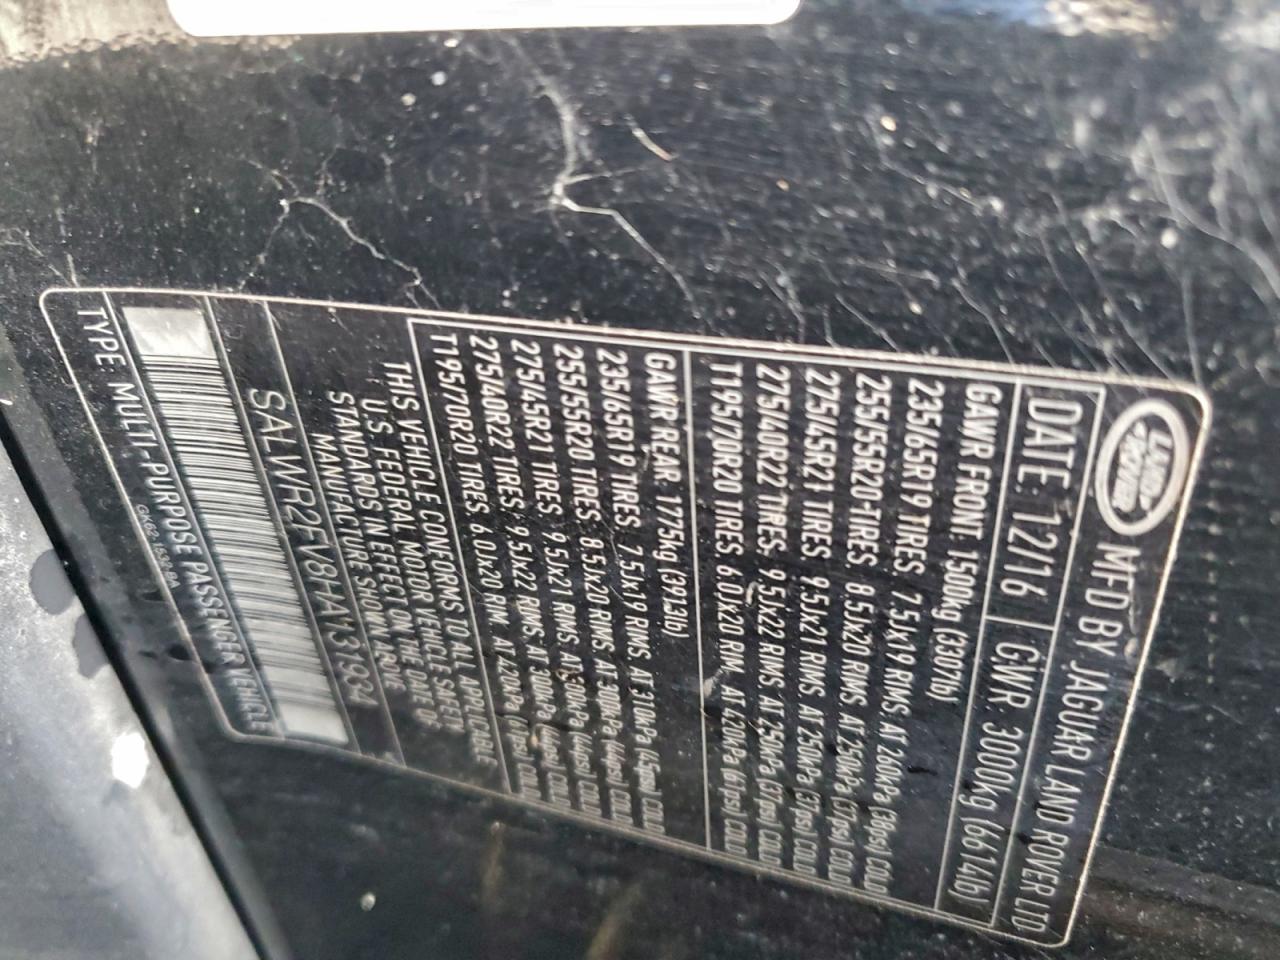 LAND ROVER
MFD BY JAGUAR LAND ROVER LTD
DATE: 12/16 GWR: 3000kg (6614lb)
GAWR FRONT: 1500kg (3307lb)
235/65R19 TIRES 7.5Jx19 RIMS AT 260kPa (38psi) COLD
255/55R20 TIRES 8.5Jx20 RIMS AT 250kPa (37psi) COLD
275/45R21 TIRES 9.5Jx21 RIMS AT 250kPa (37psi) COLD
275/40R22 TIRES 9.5Jx22 RIMS AT 250kPa (37psi) COLD
T195/70R20 TIRES 6.0Jx20 RIM AT 420kPa (61psi) COLD
GAWR REAR: 1775kg (3913lb)
235/65R19 TIRES 7.5Jx19 RIMS AT 310kPa (45psi) COLD
255/55R20 TIRES 8.5Jx20 RIMS AT 300kPa (44psi) COLD
275/45R21 TIRES 9.5Jx21 RIMS AT 300kPa (44psi) COLD
275/40R22 TIRES 9.5Jx22 RIMS AT 300kPa (44psi) COLD
T195/70R20 TIRES 6.0Jx20 RIM AT 420kPa (61psi) COLD
THIS VEHICLE CONFORMS TO ALL APPLICABLE
U.S. FEDERAL MOTOR VEHICLE SAFETY
STANDARDS IN EFFECT ON THE DATE OF
MANUFACTURE SHOWN ABOVE
SALWR2FV8HA131924
TYPE MULTI-PURPOSE PASSENGER VEHICLE